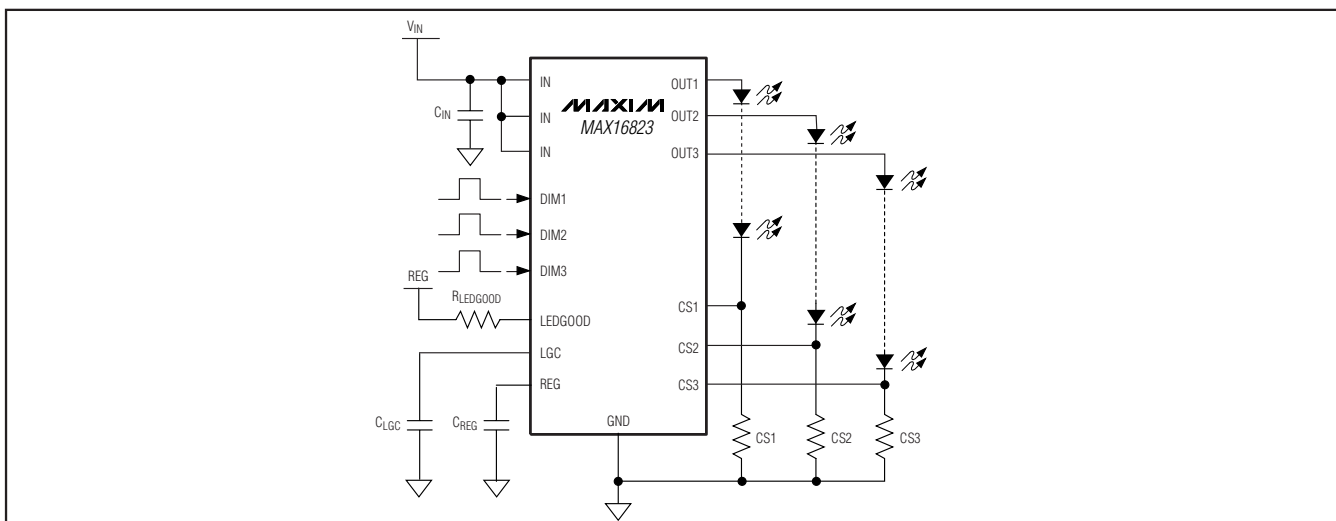 VIN
CIN
IN
IN
IN
MAXIM
MAX16823
OUT1
OUT2
OUT3
DIM1
DIM2
DIM3
REG
RLEDGOOD
LEDGOOD
LGC
REG
CLGC
CREG
GND
CS1
CS2
CS3
CS1
CS2
CS3